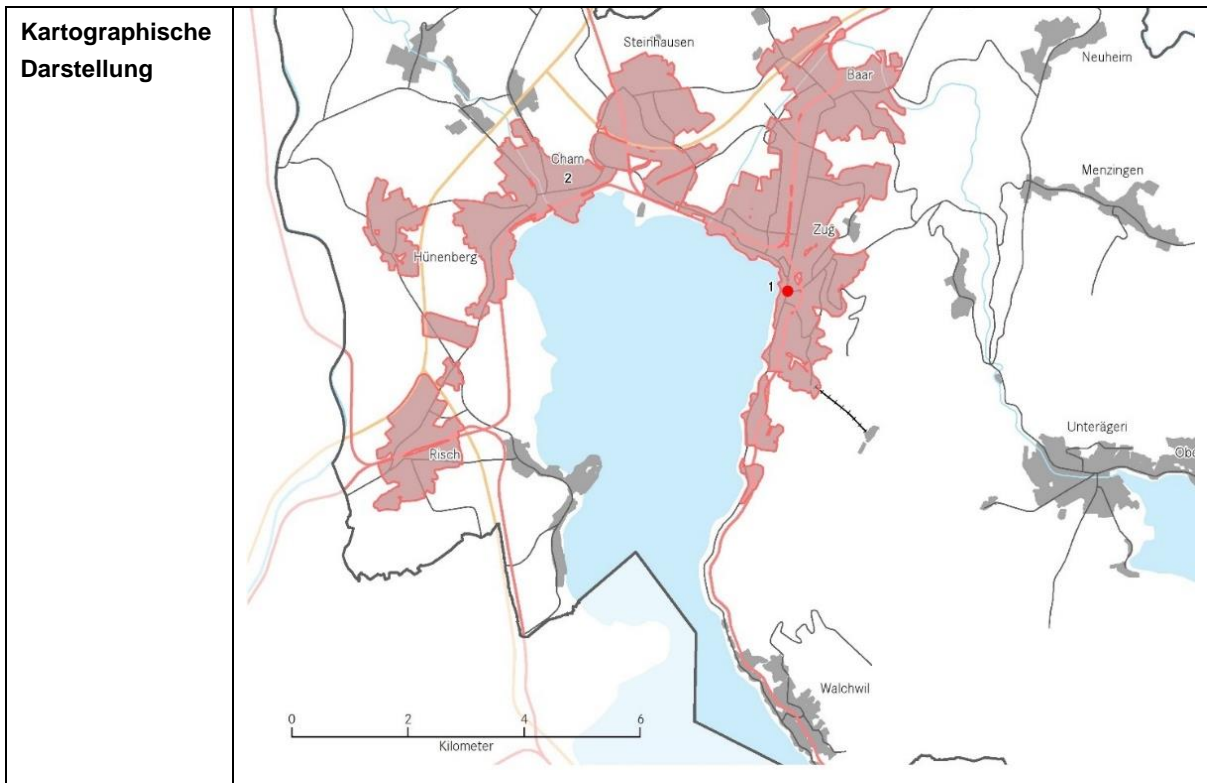 Kartographische
Darstellung
Steinhausen
Neuheim
Baar
Cham
2
Menzingen
Zug
Hünenberg
1
Unterägeri
Obe
Risch
Walchwil
0 2 4 6
Kilometer